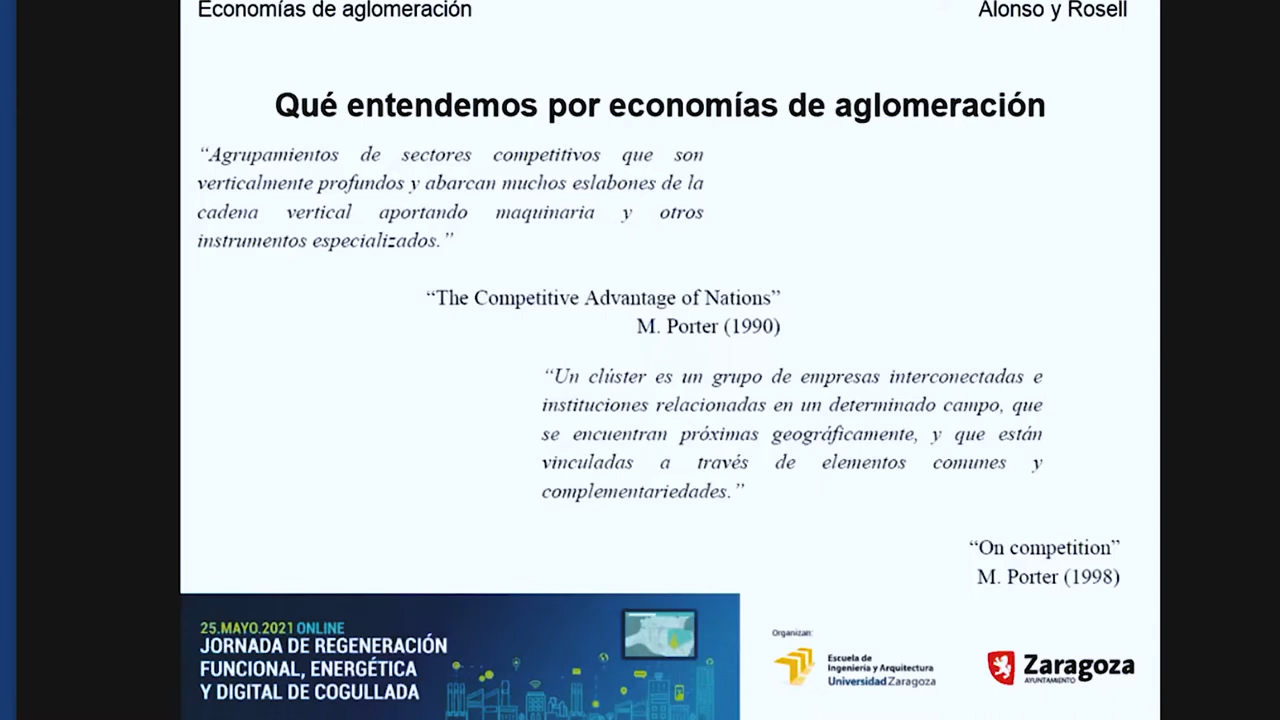 Economías de aglomeración
Alonso y Rosell
Qué entendemos por economías de aglomeración
“Agrupamientos de sectores competitivos que son
verticalmente profundos y abarcan muchos eslabones de la
cadena vertical aportando maquinaria y otros
instrumentos especializados.”
“The Competitive Advantage of Nations”
M. Porter (1990)
“Un clúster es un grupo de empresas interconectadas e
instituciones relacionadas en un determinado campo, que
se encuentran próximas geográficamente, y que están
vinculadas a través de elementos comunes y
complementariedades.”
“On competition”
M. Porter (1998)
25.MAYO.2021 ONLINE
JORNADA DE REGENERACIÓN
FUNCIONAL, ENERGÉTICA
Y DIGITAL DE COGULLADA
Organizan:
Escuela de
Ingeniería y Arquitectura
Universidad Zaragoza
Zaragoza
AYUNTAMIENTO